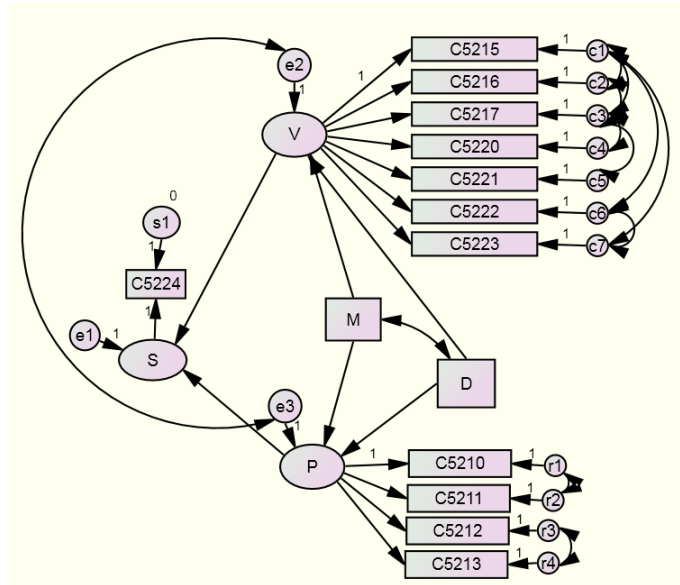 1 C5215 1 c1
e2 C5216 1 c2
1 C5217 1 c3
V C5220 1 c4
C5221 1 c5
0 C5222 1 c6
s1 C5223 1 c7
1
C5224
1 M
e1 1
S D
e3
1
P 1 C5210 1 r1
C5211 1 r2
C5212 1 r3
C5213 1 r4